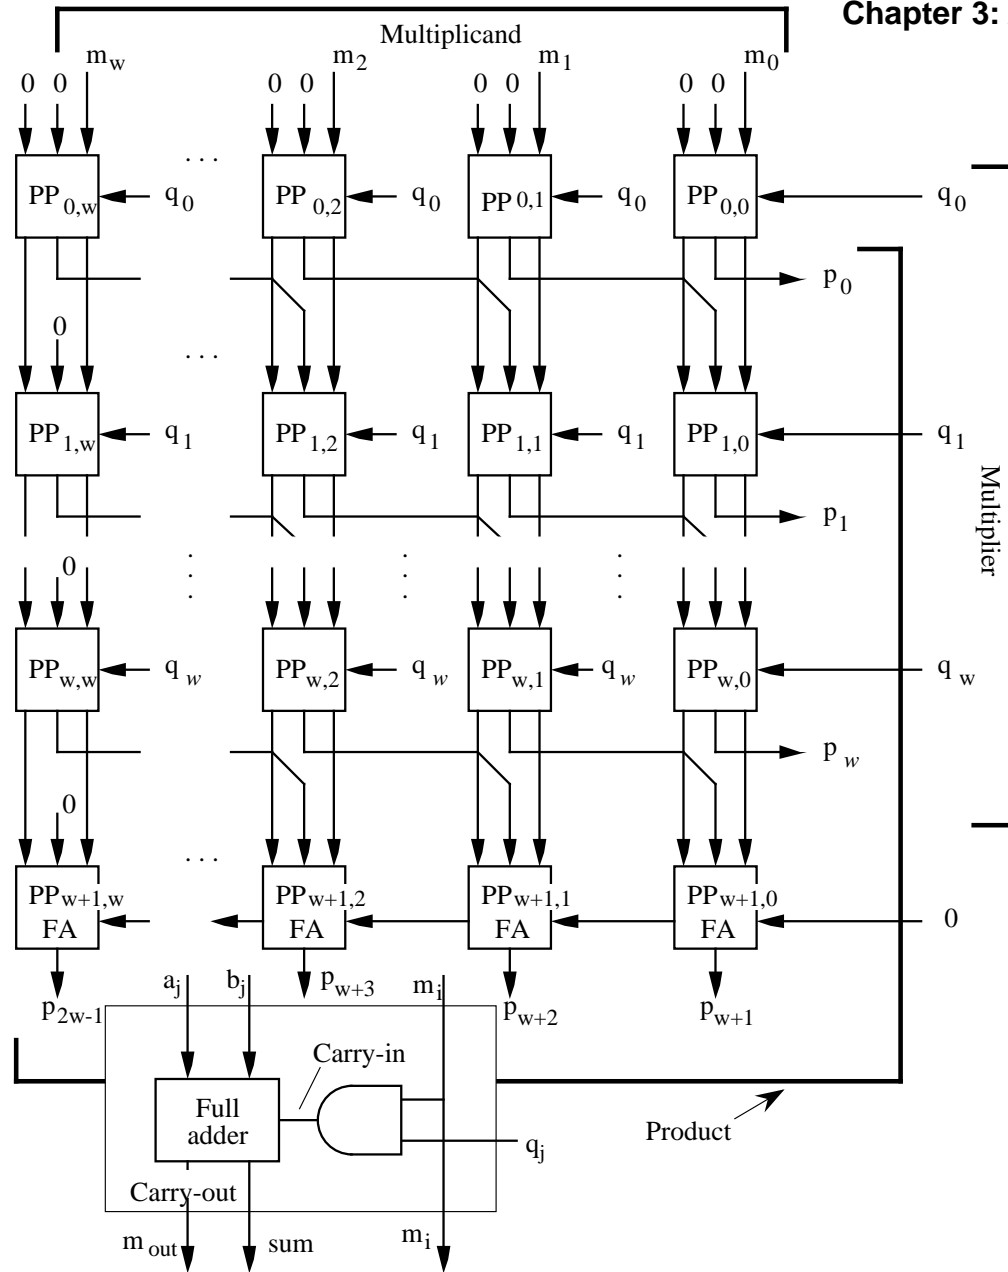 Chapter 3:
Multiplicand
m_w m_2 m_1 m_0
0 0 0 0 0 0 0 0
. . .
PP_0,w q_0 PP_0,2 q_0 PP^0,1 q_0 PP_0,0 q_0
p_0
0
. . .
PP_1,w q_1 PP_1,2 q_1 PP_1,1 q_1 PP_1,0 q_1
Multiplier
p_1
0
PP_w,w q_w PP_w,2 q_w PP_w,1 q_w PP_w,0 q_w
p_w
0
. . .
PP_w+1,w PP_w+1,2 PP_w+1,1 PP_w+1,0
FA FA FA FA 0
a_j b_j p_w+3 m_i
p_2w-1 p_w+2 p_w+1
Carry-in
Full
adder
Product
q_j
Carry-out
m_out sum m_i